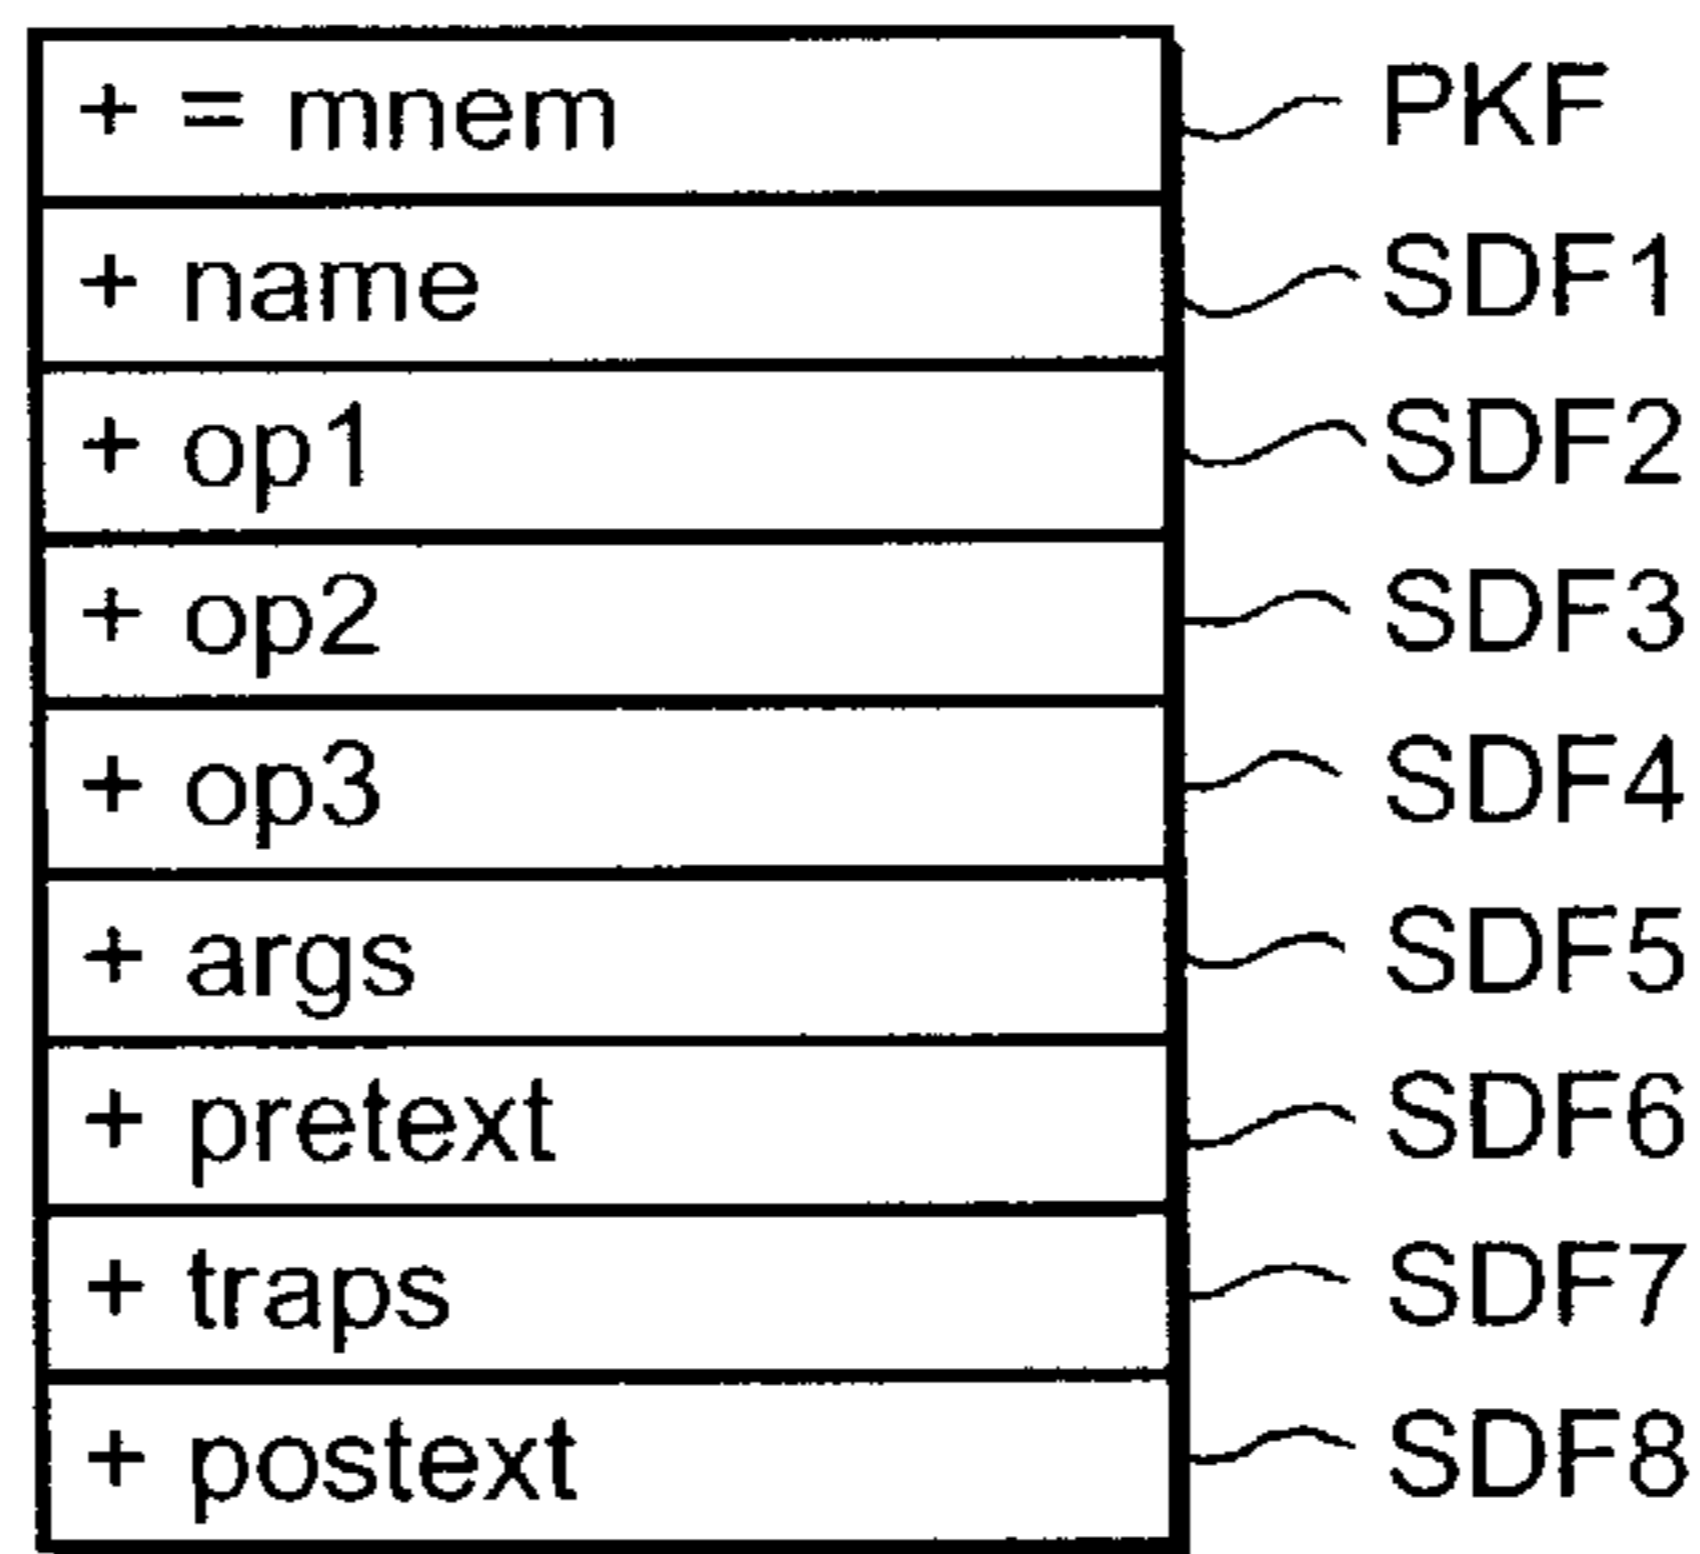 + = mnem PKF
+ name SDF1
+ op1 SDF2
+ op2 SDF3
+ op3 SDF4
+ args SDF5
+ pretext SDF6
+ traps SDF7
+ postext SDF8